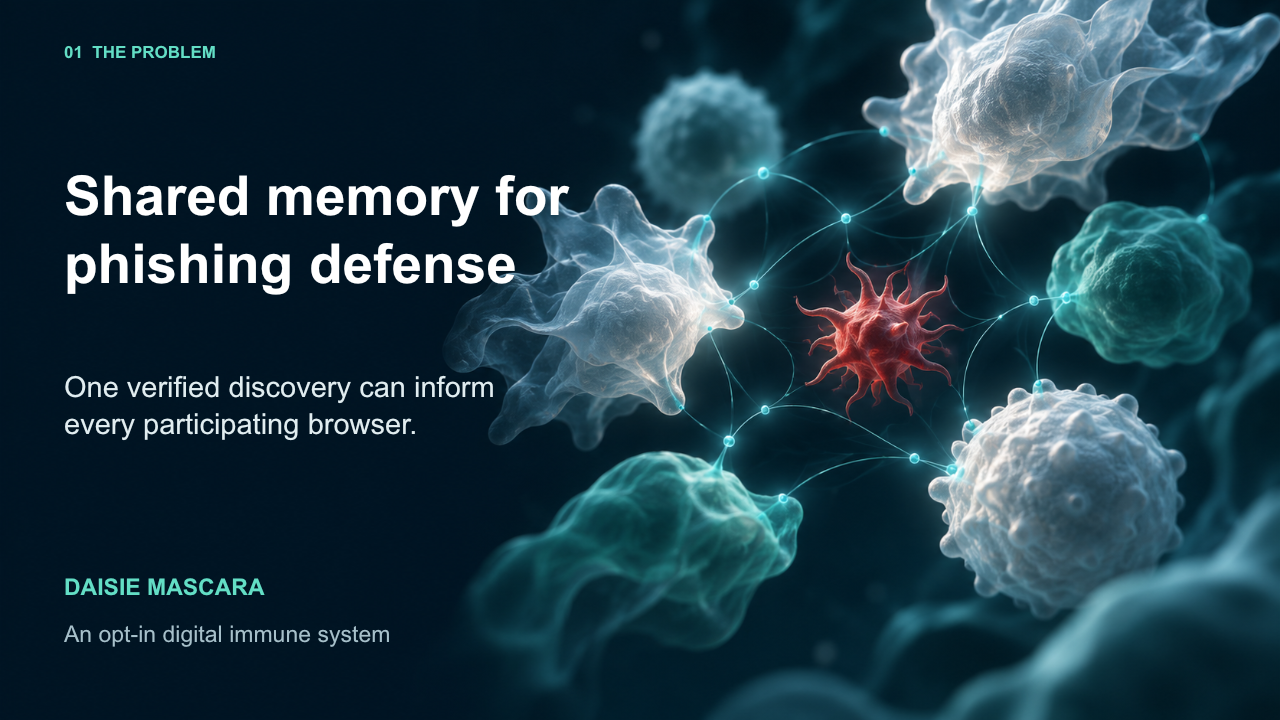 01 THE PROBLEM
Shared memory for
phishing defense
One verified discovery can inform
every participating browser.
DAISIE MASCARA
An opt-in digital immune system